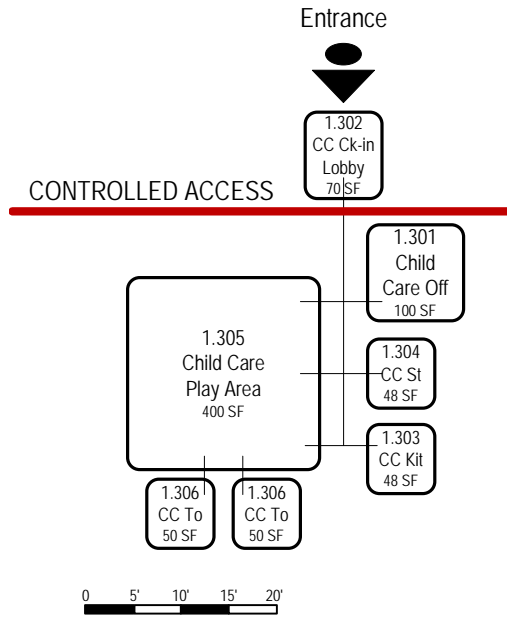 Entrance
1.302
CC Ck-in
Lobby
70 SF
CONTROLLED ACCESS
1.301
Child
Care Off
100 SF
1.305
Child Care
Play Area
400 SF
1.304
CC St
48 SF
1.303
CC Kit
48 SF
1.306
CC To
50 SF
1.306
CC To
50 SF
0 5' 10' 15' 20'